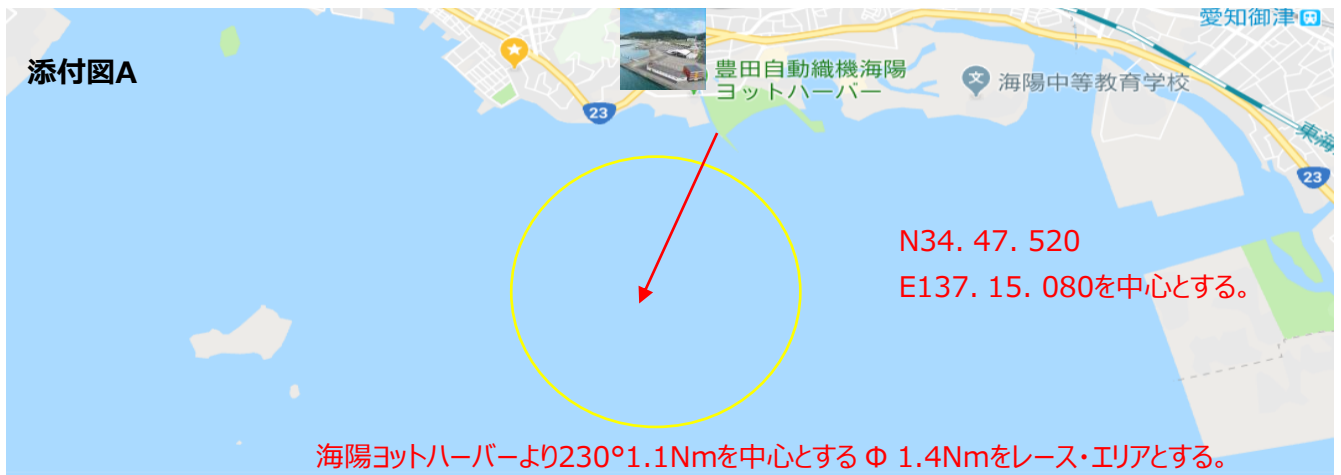 愛知御津
添付図A
豊田自動織機海陽
ヨットハーバー
文
海陽中等教育学校
23
東海
23
N34. 47. 520
E137. 15. 080を中心とする。
海陽ヨットハーバーより230°1.1Nmを中心とする Φ 1.4Nmをレース・エリアとする。